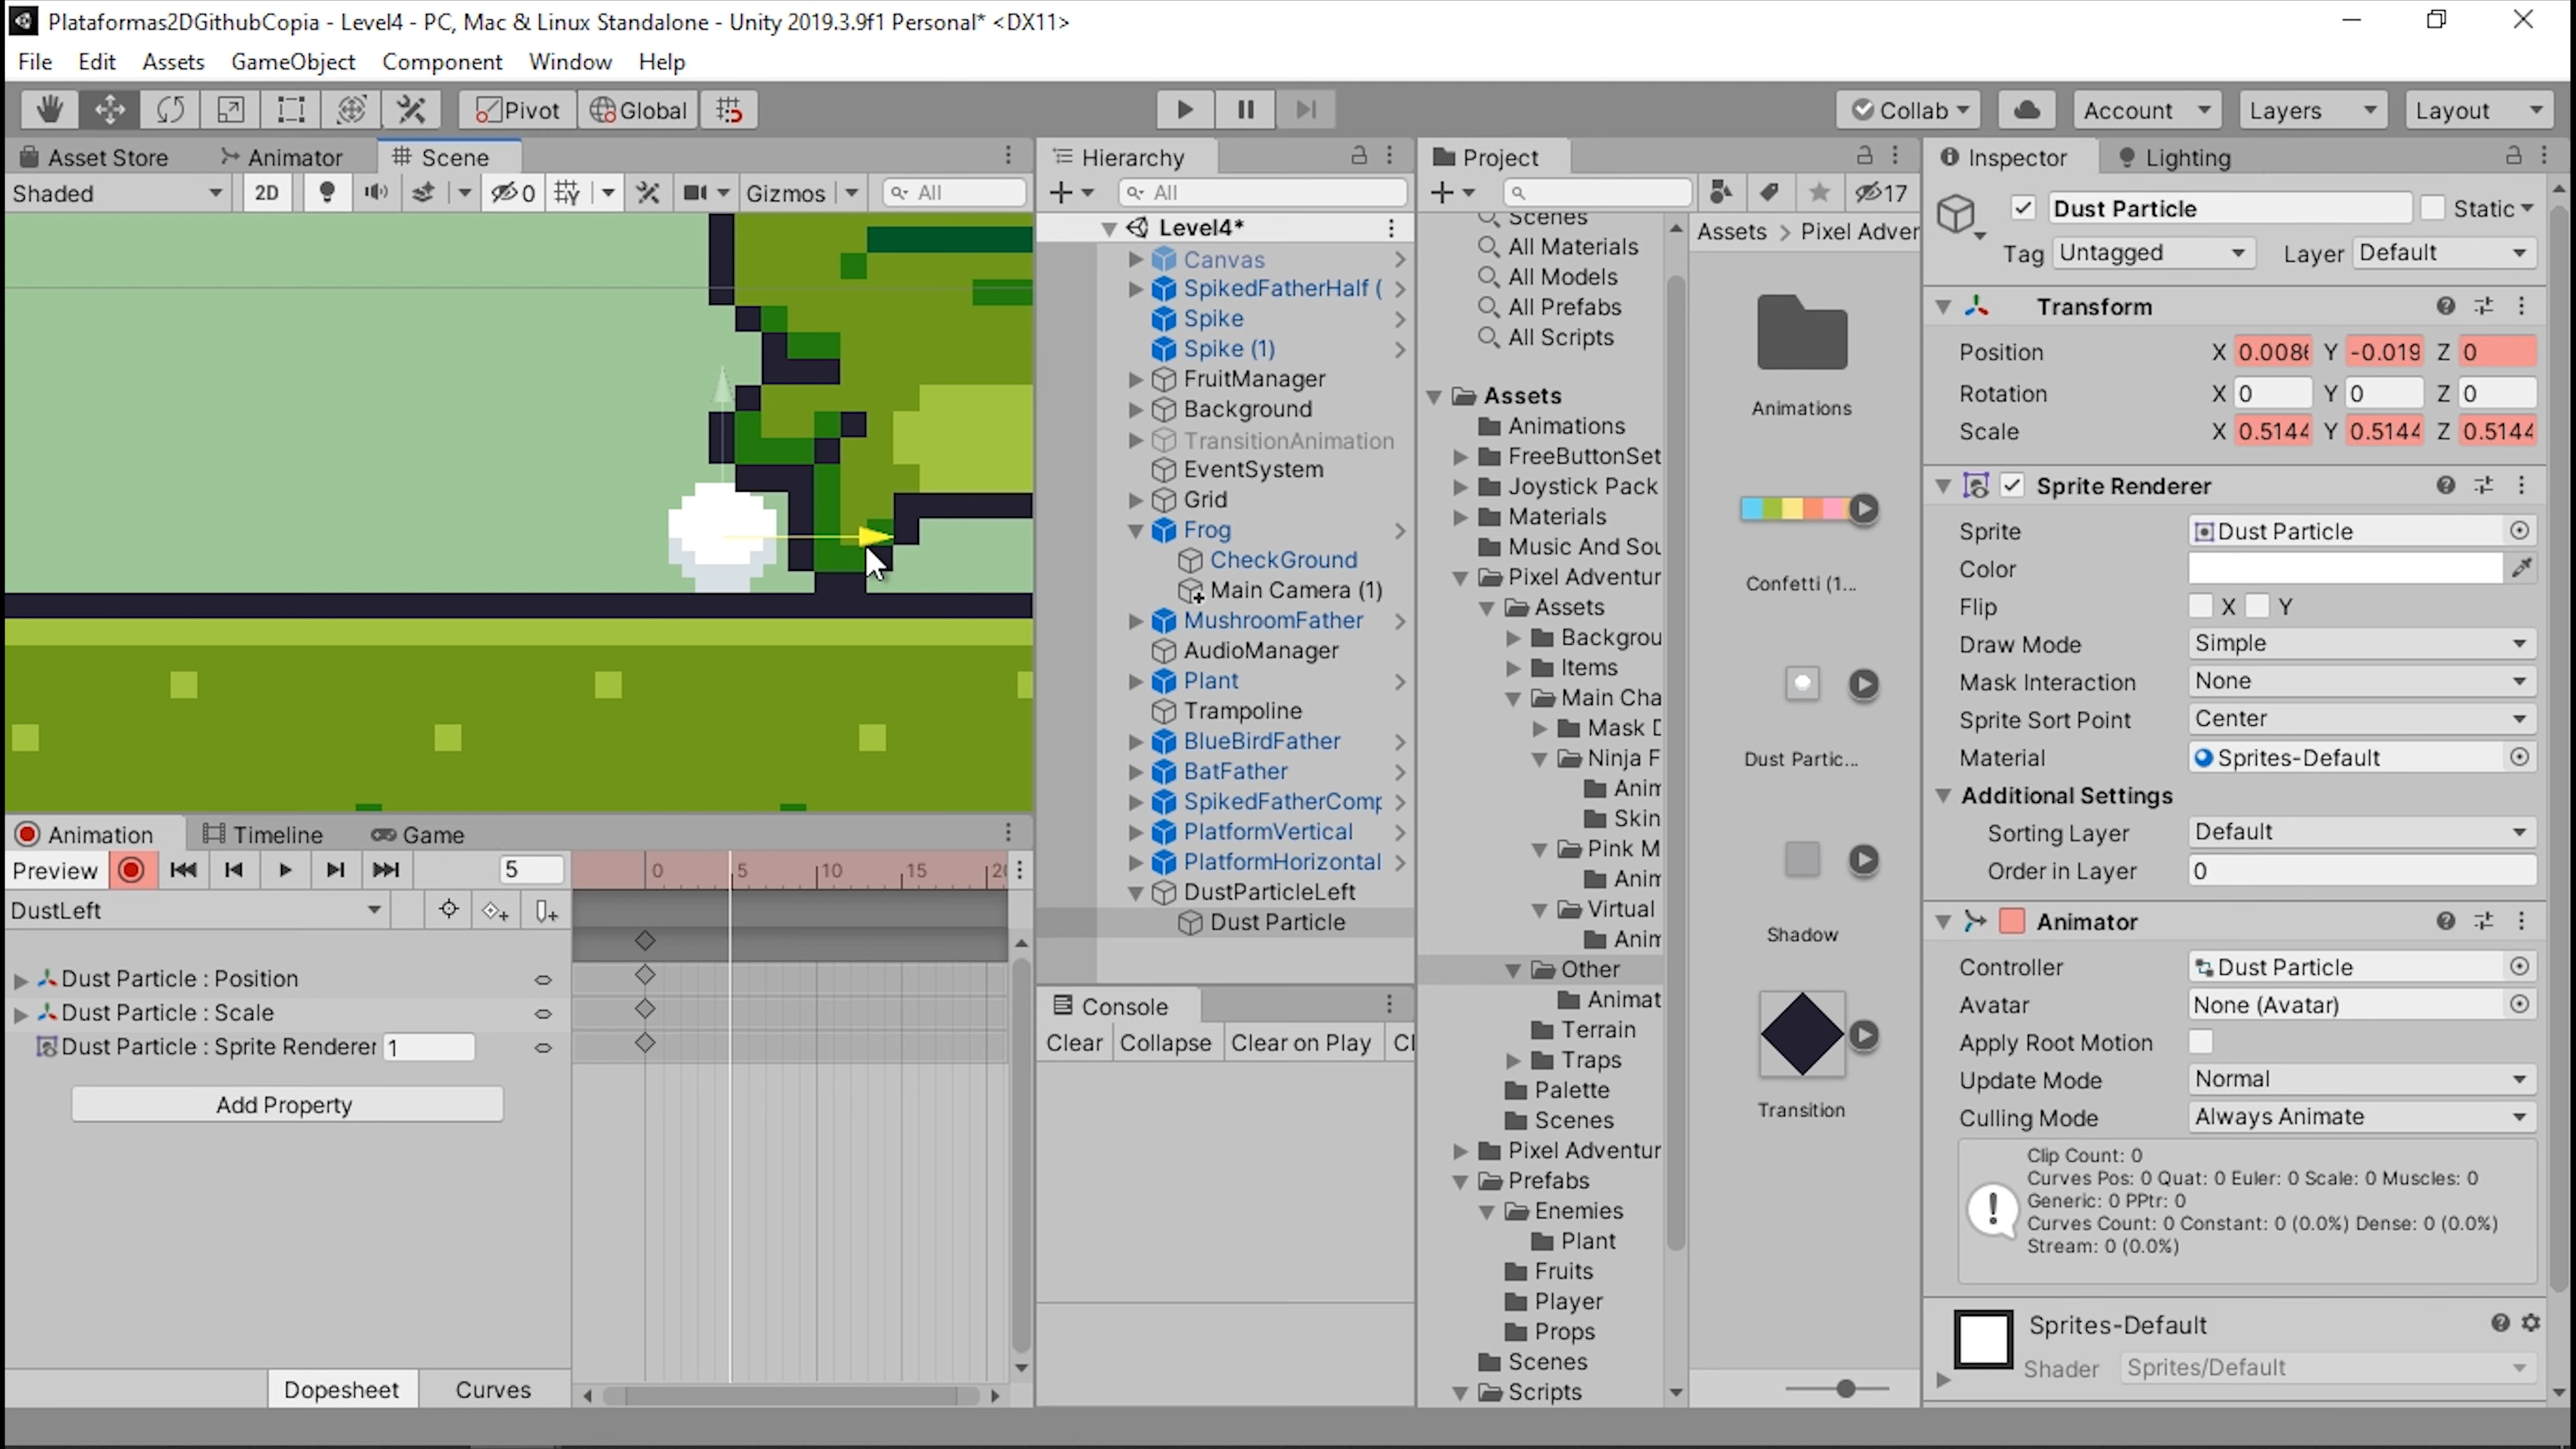 Plataformas2DGithubCopia - Level4 - PC, Mac & Linux Standalone - Unity 2019.3.9f1 Personal* <DX11>
File Edit Assets GameObject Component Window Help
Pivot Global Collab Account Layers Layout
Asset Store Animator Scene
Shaded 2D 0 Gizmos All
Hierarchy
All
Level4*
Canvas
SpikedFatherHalf (
Spike
Spike (1)
FruitManager
Background
TransitionAnimation
EventSystem
Grid
Frog
CheckGround
Main Camera (1)
MushroomFather
AudioManager
Plant
Trampoline
BlueBirdFather
BatFather
SpikedFatherComp
PlatformVertical
PlatformHorizontal
DustParticleLeft
Dust Particle
Console
Clear Collapse Clear on Play Cl
Animation Timeline Game
Preview 5 0 5 10 15 20
DustLeft
Dust Particle : Position
Dust Particle : Scale
Dust Particle : Sprite Renderer 1
Add Property
Dopesheet Curves
Project
17
Scenes
All Materials
All Models
All Prefabs
All Scripts
Assets
Animations
FreeButtonSet
Joystick Pack
Materials
Music And Sou
Pixel Adventur
Assets
Backgrou
Items
Main Cha
Mask D
Ninja F
Anim
Skin
Pink M
Anim
Virtual
Anim
Other
Animat
Terrain
Traps
Palette
Scenes
Pixel Adventur
Prefabs
Enemies
Plant
Fruits
Player
Props
Scenes
Scripts
Assets > Pixel Adver
Animations
Confetti (1...
Dust Partic...
Shadow
Transition
Inspector Lighting
Dust Particle Static
Tag Untagged Layer Default
Transform
Position X 0.008 Y -0.019 Z 0
Rotation X 0 Y 0 Z 0
Scale X 0.5144 Y 0.5144 Z 0.5144
Sprite Renderer
Sprite Dust Particle
Color
Flip X Y
Draw Mode Simple
Mask Interaction None
Sprite Sort Point Center
Material Sprites-Default
Additional Settings
Sorting Layer Default
Order in Layer 0
Animator
Controller Dust Particle
Avatar None (Avatar)
Apply Root Motion
Update Mode Normal
Culling Mode Always Animate
Clip Count: 0
Curves Pos: 0 Quat: 0 Euler: 0 Scale: 0 Muscles: 0
Generic: 0 PPtr: 0
Curves Count: 0 Constant: 0 (0.0%) Dense: 0 (0.0%)
Stream: 0 (0.0%)
Sprites-Default
Shader Sprites/Default